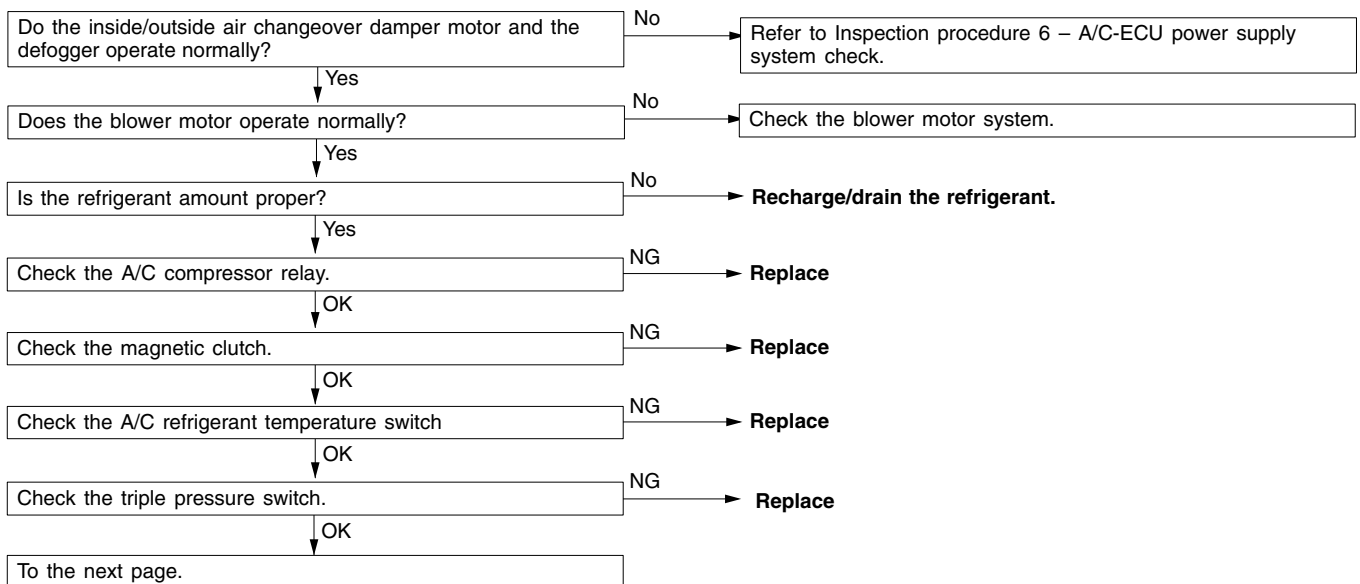 Do the inside/outside air changeover damper motor and the
defogger operate normally?
No
Refer to Inspection procedure 6 – A/C-ECU power supply
system check.
Yes
Does the blower motor operate normally?
No
Check the blower motor system.
Yes
Is the refrigerant amount proper?
No
Recharge/drain the refrigerant.
Yes
Check the A/C compressor relay.
NG
Replace
OK
Check the magnetic clutch.
NG
Replace
OK
Check the A/C refrigerant temperature switch
NG
Replace
OK
Check the triple pressure switch.
NG
Replace
OK
To the next page.